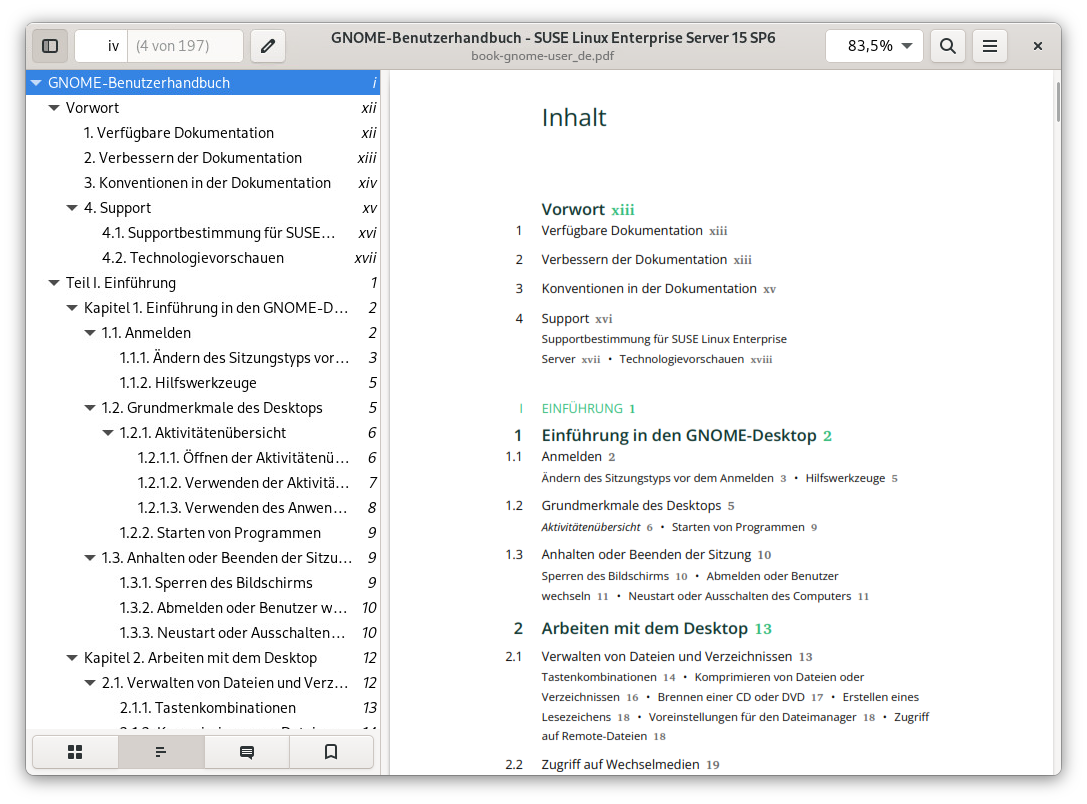 iv (4 von 197)
GNOME-Benutzerhandbuch - SUSE Linux Enterprise Server 15 SP6
book-gnome-user_de.pdf
83,5%
GNOME-Benutzerhandbuch i
Vorwort xii
1. Verfügbare Dokumentation xii
2. Verbessern der Dokumentation xiii
3. Konventionen in der Dokumentation xiv
4. Support xv
4.1. Supportbestimmung für SUSE… xvi
4.2. Technologievorschauen xvii
Teil I. Einführung 1
Kapitel 1. Einführung in den GNOME-D… 2
1.1. Anmelden 2
1.1.1. Ändern des Sitzungstyps vor… 3
1.1.2. Hilfswerkzeuge 5
1.2. Grundmerkmale des Desktops 5
1.2.1. Aktivitätenübersicht 6
1.2.1.1. Öffnen der Aktivitätenü… 6
1.2.1.2. Verwenden der Aktivitä… 7
1.2.1.3. Verwenden des Anwen… 8
1.2.2. Starten von Programmen 9
1.3. Anhalten oder Beenden der Sitzu… 9
1.3.1. Sperren des Bildschirms 9
1.3.2. Abmelden oder Benutzer w… 10
1.3.3. Neustart oder Ausschalten… 10
Kapitel 2. Arbeiten mit dem Desktop 12
2.1. Verwalten von Dateien und Verz… 12
2.1.1. Tastenkombinationen 13
Inhalt
Vorwort xiii
1 Verfügbare Dokumentation xiii
2 Verbessern der Dokumentation xiii
3 Konventionen in der Dokumentation xv
4 Support xvi
Supportbestimmung für SUSE Linux Enterprise
Server xvii • Technologievorschauen xviii
I EINFÜHRUNG 1
1 Einführung in den GNOME-Desktop 2
1.1 Anmelden 2
Ändern des Sitzungstyps vor dem Anmelden 3 • Hilfswerkzeuge 5
1.2 Grundmerkmale des Desktops 5
Aktivitätenübersicht 6 • Starten von Programmen 9
1.3 Anhalten oder Beenden der Sitzung 10
Sperren des Bildschirms 10 • Abmelden oder Benutzer
wechseln 11 • Neustart oder Ausschalten des Computers 11
2 Arbeiten mit dem Desktop 13
2.1 Verwalten von Dateien und Verzeichnissen 13
Tastenkombinationen 14 • Komprimieren von Dateien oder
Verzeichnissen 16 • Brennen einer CD oder DVD 17 • Erstellen eines
Lesezeichens 18 • Voreinstellungen für den Dateimanager 18 • Zugriff
auf Remote-Dateien 18
2.2 Zugriff auf Wechselmedien 19